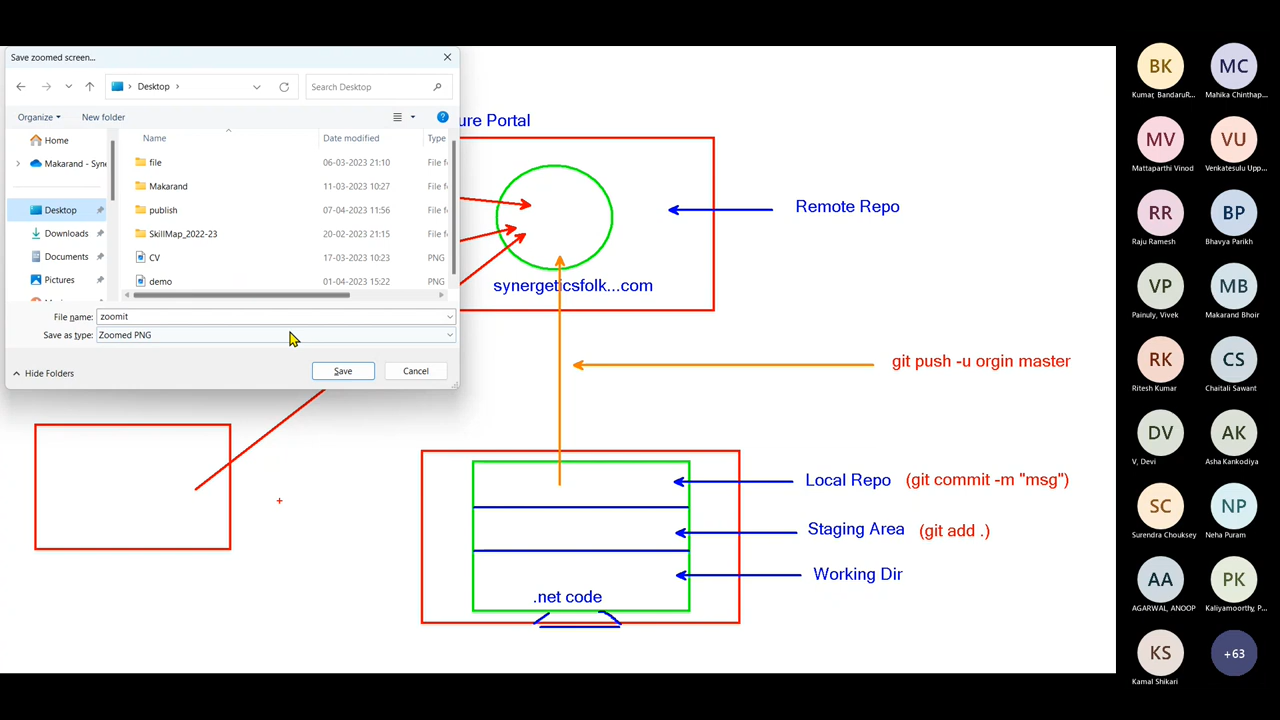 Save zoomed screen...
Desktop
Search Desktop
Organize
New folder
Name
Date modified
Type
Home
Makarand - Syne
Desktop
Downloads
Documents
Pictures
file
06-03-2023 21:10
File f
Makarand
11-03-2023 10:27
File f
publish
07-04-2023 11:56
File f
SkillMap_2022-23
20-02-2023 21:15
File f
CV
17-03-2023 10:23
PNG
demo
01-04-2023 15:22
PNG
File name:
zoomit
Save as type:
Zoomed PNG
Hide Folders
Save
Cancel
ure Portal
Remote Repo
synergeticsfolk...com
git push -u orgin master
Local Repo
(git commit -m "msg")
Staging Area
(git add .)
Working Dir
.net code
BK
Kumar, BandaruR...
MC
Mahika Chinthap...
MV
Mattaparthi Vinod
VU
Venkatesulu Upp...
RR
Raju Ramesh
BP
Bhavya Parikh
VP
Painuly, Vivek
MB
Makarand Bhoir
RK
Ritesh Kumar
CS
Chaitali Sawant
DV
V, Devi
AK
Asha Kankodiya
SC
Surendra Chouksey
NP
Neha Puram
AA
AGARWAL, ANOOP
PK
Kaliyamoorthy, P...
KS
Kamal Shikari
+63